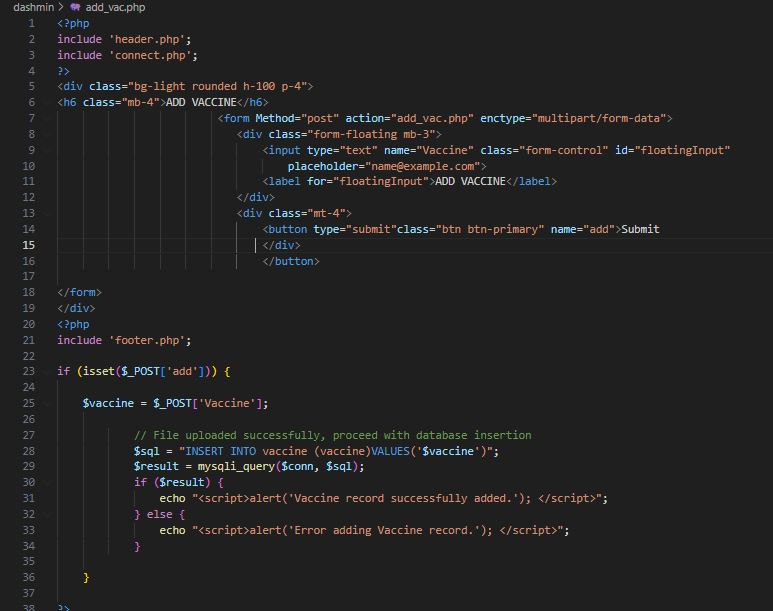 dashmin > add_vac.php
1 <?php
2 include 'header.php';
3 include 'connect.php';
4 ?>
5 <div class="bg-light rounded h-100 p-4">
6 <h6 class="mb-4">ADD VACCINE</h6>
7 <form Method="post" action="add_vac.php" enctype="multipart/form-data">
8 <div class="form-floating mb-3">
9 <input type="text" name="Vaccine" class="form-control" id="floatingInput"
10 placeholder="name@example.com">
11 <label for="floatingInput">ADD VACCINE</label>
12 </div>
13 <div class="mt-4">
14 <button type="submit"class="btn btn-primary" name="add">Submit
15 </div>
16 </button>
17
18 </form>
19 </div>
20 <?php
21 include 'footer.php';
22
23 if (isset($_POST['add'])) {
24
25 $vaccine = $_POST['Vaccine'];
26
27 // File uploaded successfully, proceed with database insertion
28 $sql = "INSERT INTO vaccine (vaccine)VALUES('$vaccine')";
29 $result = mysqli_query($conn, $sql);
30 if ($result) {
31 echo "<script>alert('Vaccine record successfully added.'); </script>";
32 } else {
33 echo "<script>alert('Error adding Vaccine record.'); </script>";
34 }
35
36 }
37
38 ?>